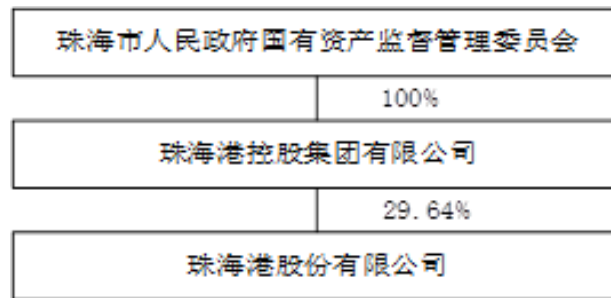 珠海市人民政府国有资产监督管理委员会
100%
珠海港控股集团有限公司
29.64%
珠海港股份有限公司